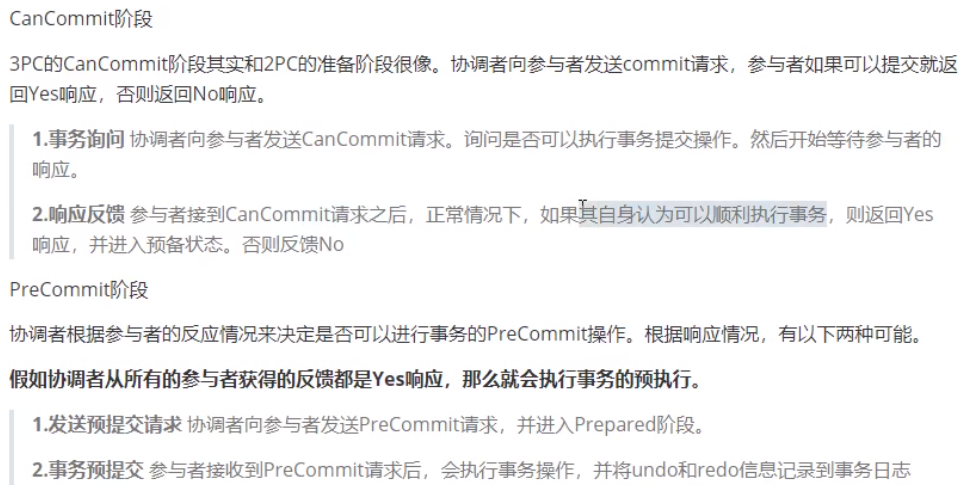 CanCommit阶段
3PC的CanCommit阶段其实和2PC的准备阶段很像。协调者向参与者发送commit请求，参与者如果可以提交就返
回Yes响应，否则返回No响应。
1.事务询问 协调者向参与者发送CanCommit请求。询问是否可以执行事务提交操作。然后开始等待参与者的
响应。
2.响应反馈 参与者接到CanCommit请求之后，正常情况下，如果其自身认为可以顺利执行事务，则返回Yes
响应，并进入预备状态。否则反馈No
PreCommit阶段
协调者根据参与者的反应情况来决定是否可以进行事务的PreCommit操作。根据响应情况，有以下两种可能。
假如协调者从所有的参与者获得的反馈都是Yes响应，那么就会执行事务的预执行。
1.发送预提交请求 协调者向参与者发送PreCommit请求，并进入Prepared阶段。
2.事务预提交 参与者接收到PreCommit请求后，会执行事务操作，并将undo和redo信息记录到事务日志